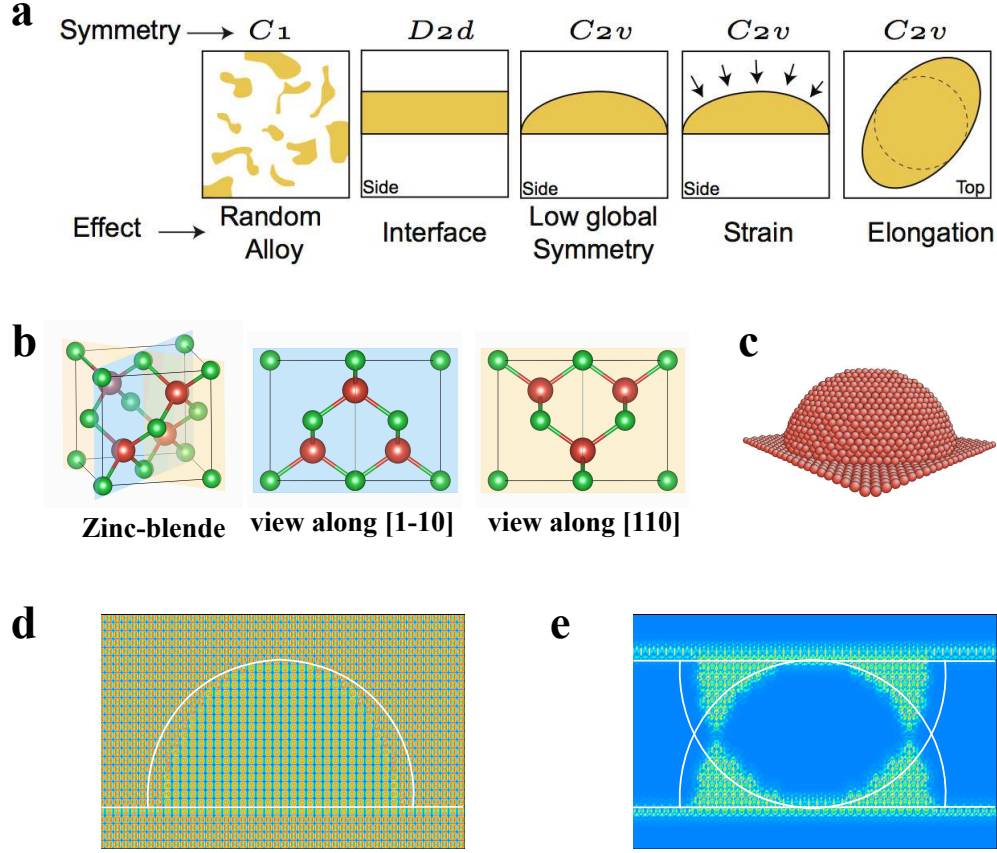 a
Symmetry C1 D2d C2v C2v C2v
Side Side Side Top
Effect Random Alloy Interface Low global Symmetry Strain Elongation
b
c
Zinc-blende view along [1-10] view along [110]
d
e